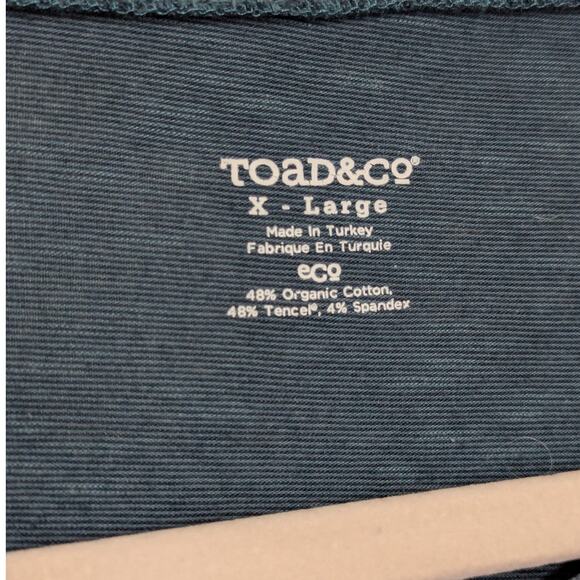 TOAD&CO®
X - Large
Made In Turkey
Fabrique En Turquie
eco
48% Organic Cotton,
48% Tencel®, 4% Spandex